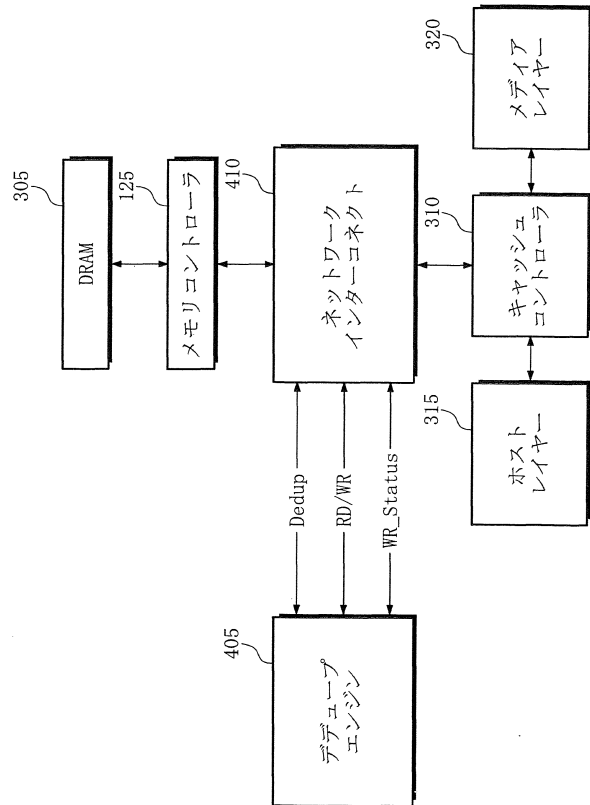 305
DRAM
125
メモリコントローラ
410
ネットワーク
インターコネクト
405
デデュープ
エンジン
Dedup
RD/WR
WR_Status
315
ホスト
レイヤー
310
キャッシュ
コントローラ
320
メディア
レイヤー